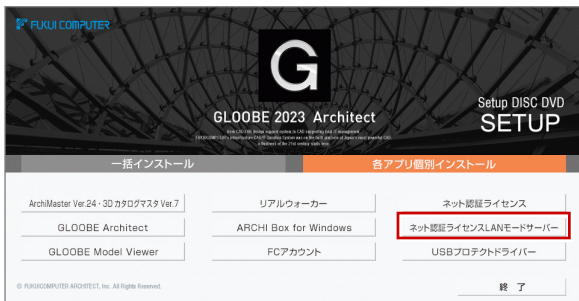 FUKUI COMPUTER
G
GLOOBE 2023 Architect
Setup DISC DVD
SETUP
一括インストール
各アプリ個別インストール
ArchiMaster Ver.24・3D カタログマスタ Ver.7
リアルウォーカー
ネット認証ライセンス
GLOOBE Architect
ARCHI Box for Windows
ネット認証ライセンスLANモードサーバー
GLOOBE Model Viewer
FCアカウント
USBプロテクトドライバー
© FUKUICOMPUTER ARCHITECT, Inc. All Rights Reserved.
終 了